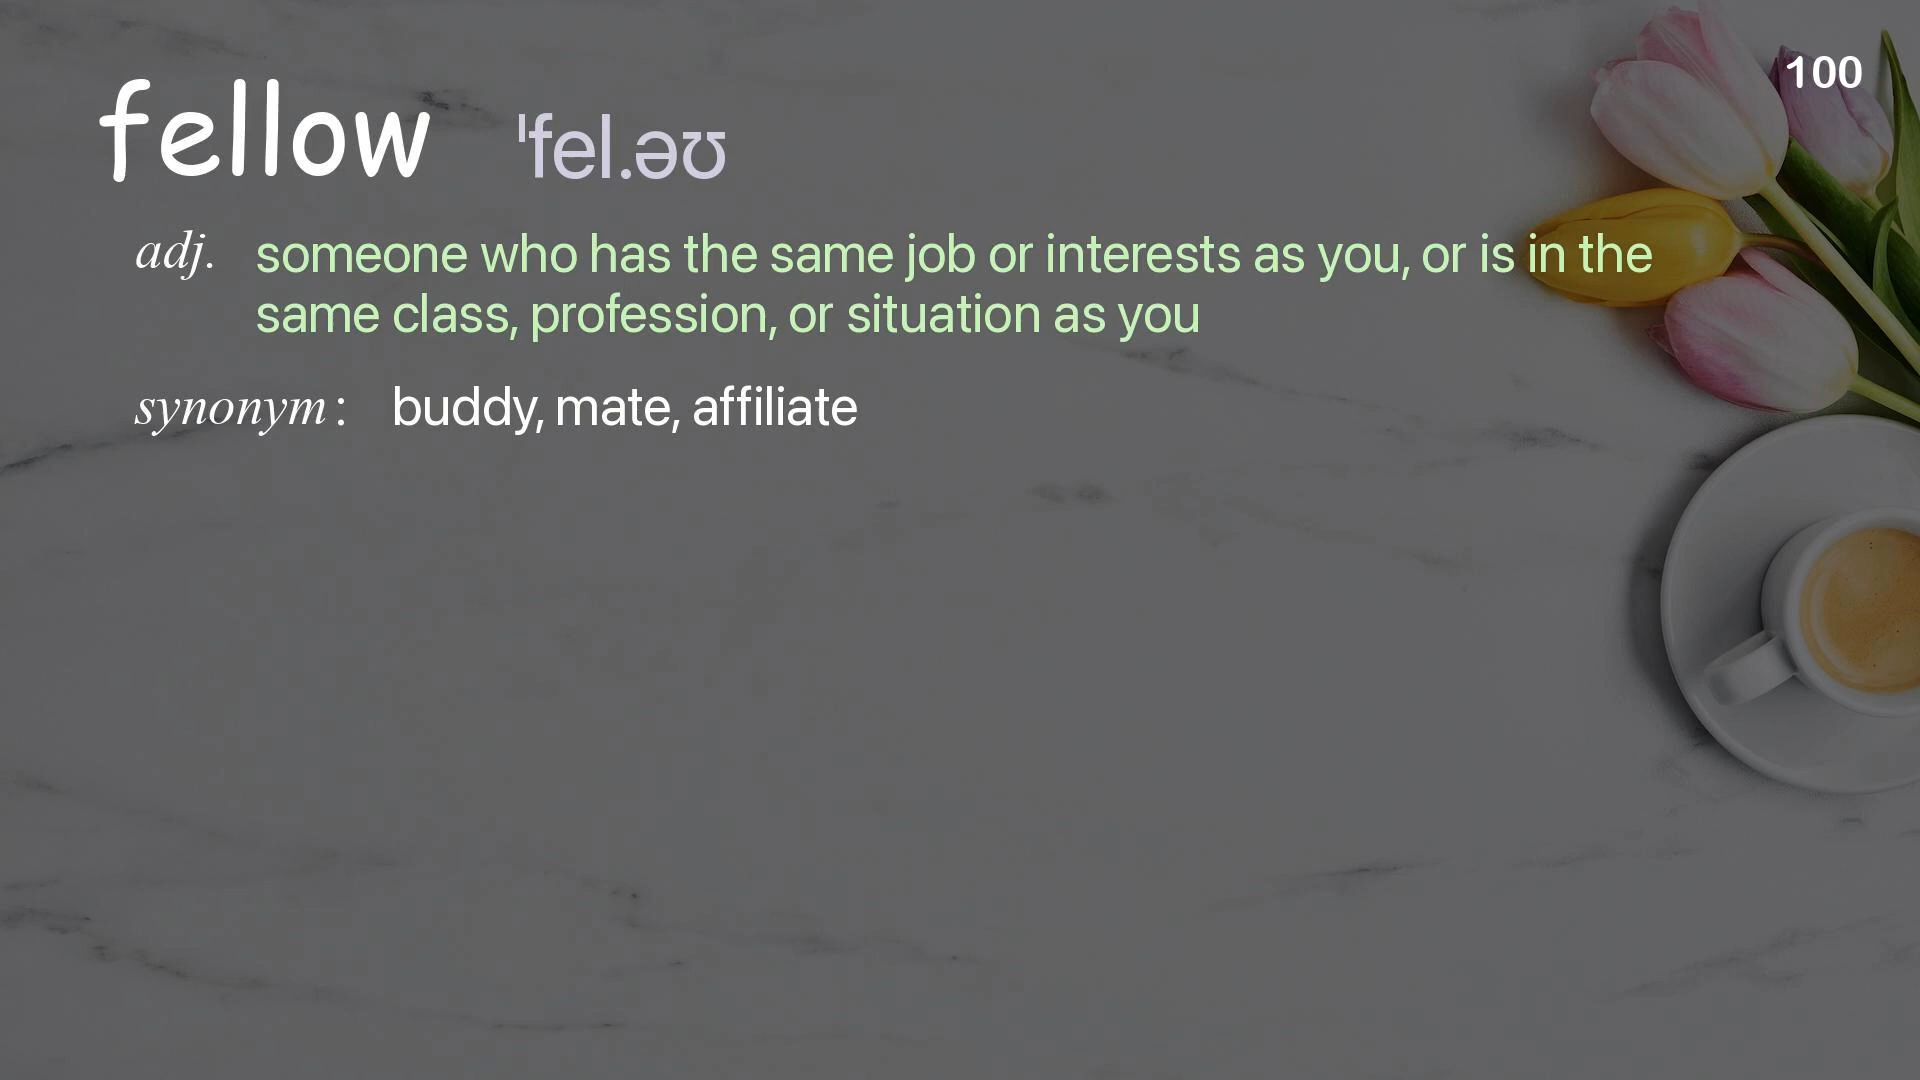 100
fellow ˈfel.əʊ
adj. someone who has the same job or interests as you, or is in the
same class, profession, or situation as you
synonym: buddy, mate, affiliate